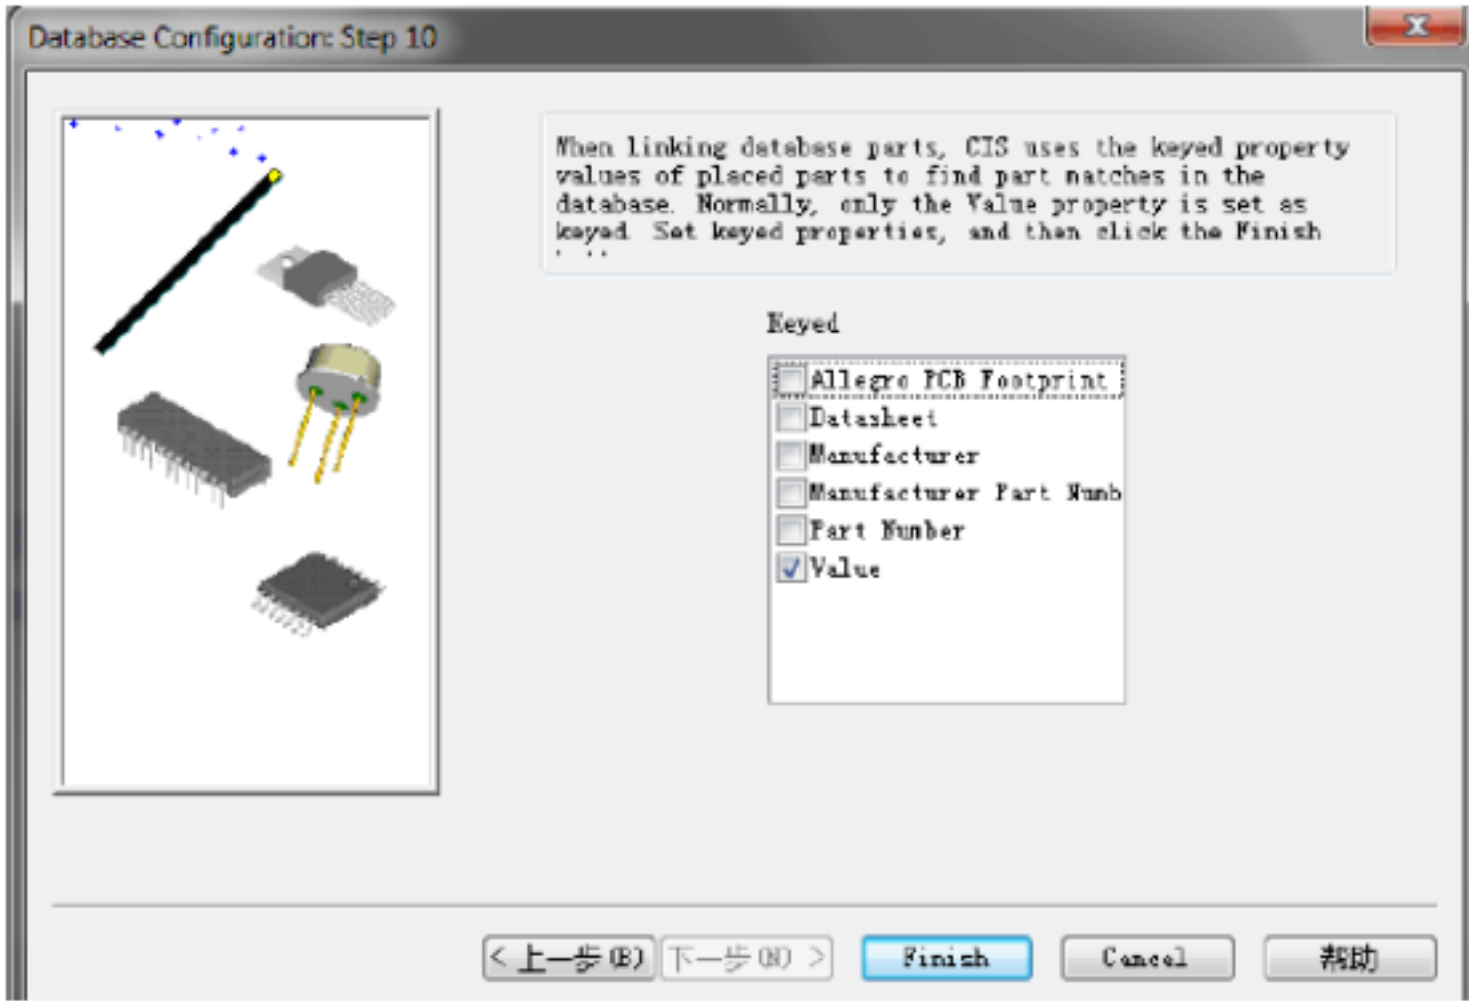 Database Configuration: Step 10
When linking database parts, CIS uses the keyed property
values of placed parts to find part matches in the
database. Normally, only the Value property is set as
keyed. Set keyed properties, and then click the Finish
Keyed
Allegro PCB Footprint
Datasheet
Manufacturer
Manufacturer Part Numb
Part Number
Value
< 上一步(B) 下一步(N) > Finish Cancel 帮助